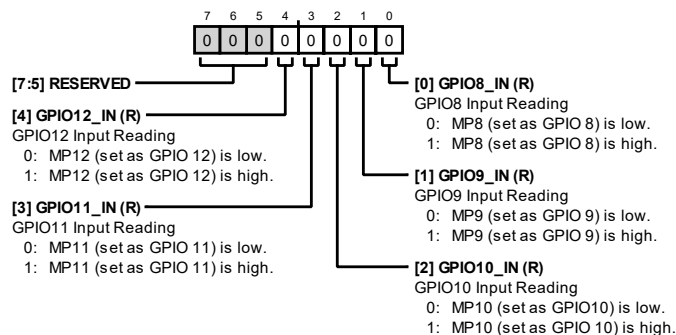 7 6 5 4 3 2 1 0
0 0 0 0 0 0 0 0
[7:5] RESERVED
[4] GPIO12_IN (R)
GPIO12 Input Reading
0: MP12 (set as GPIO 12) is low.
1: MP12 (set as GPIO 12) is high.
[3] GPIO11_IN (R)
GPIO11 Input Reading
0: MP11 (set as GPIO 11) is low.
1: MP11 (set as GPIO 11) is high.
[0] GPIO8_IN (R)
GPIO8 Input Reading
0: MP8 (set as GPIO 8) is low.
1: MP8 (set as GPIO 8) is high.
[1] GPIO9_IN (R)
GPIO9 Input Reading
0: MP9 (set as GPIO 9) is low.
1: MP9 (set as GPIO 9) is high.
[2] GPIO10_IN (R)
GPIO10 Input Reading
0: MP10 (set as GPIO10) is low.
1: MP10 (set as GPIO 10) is high.